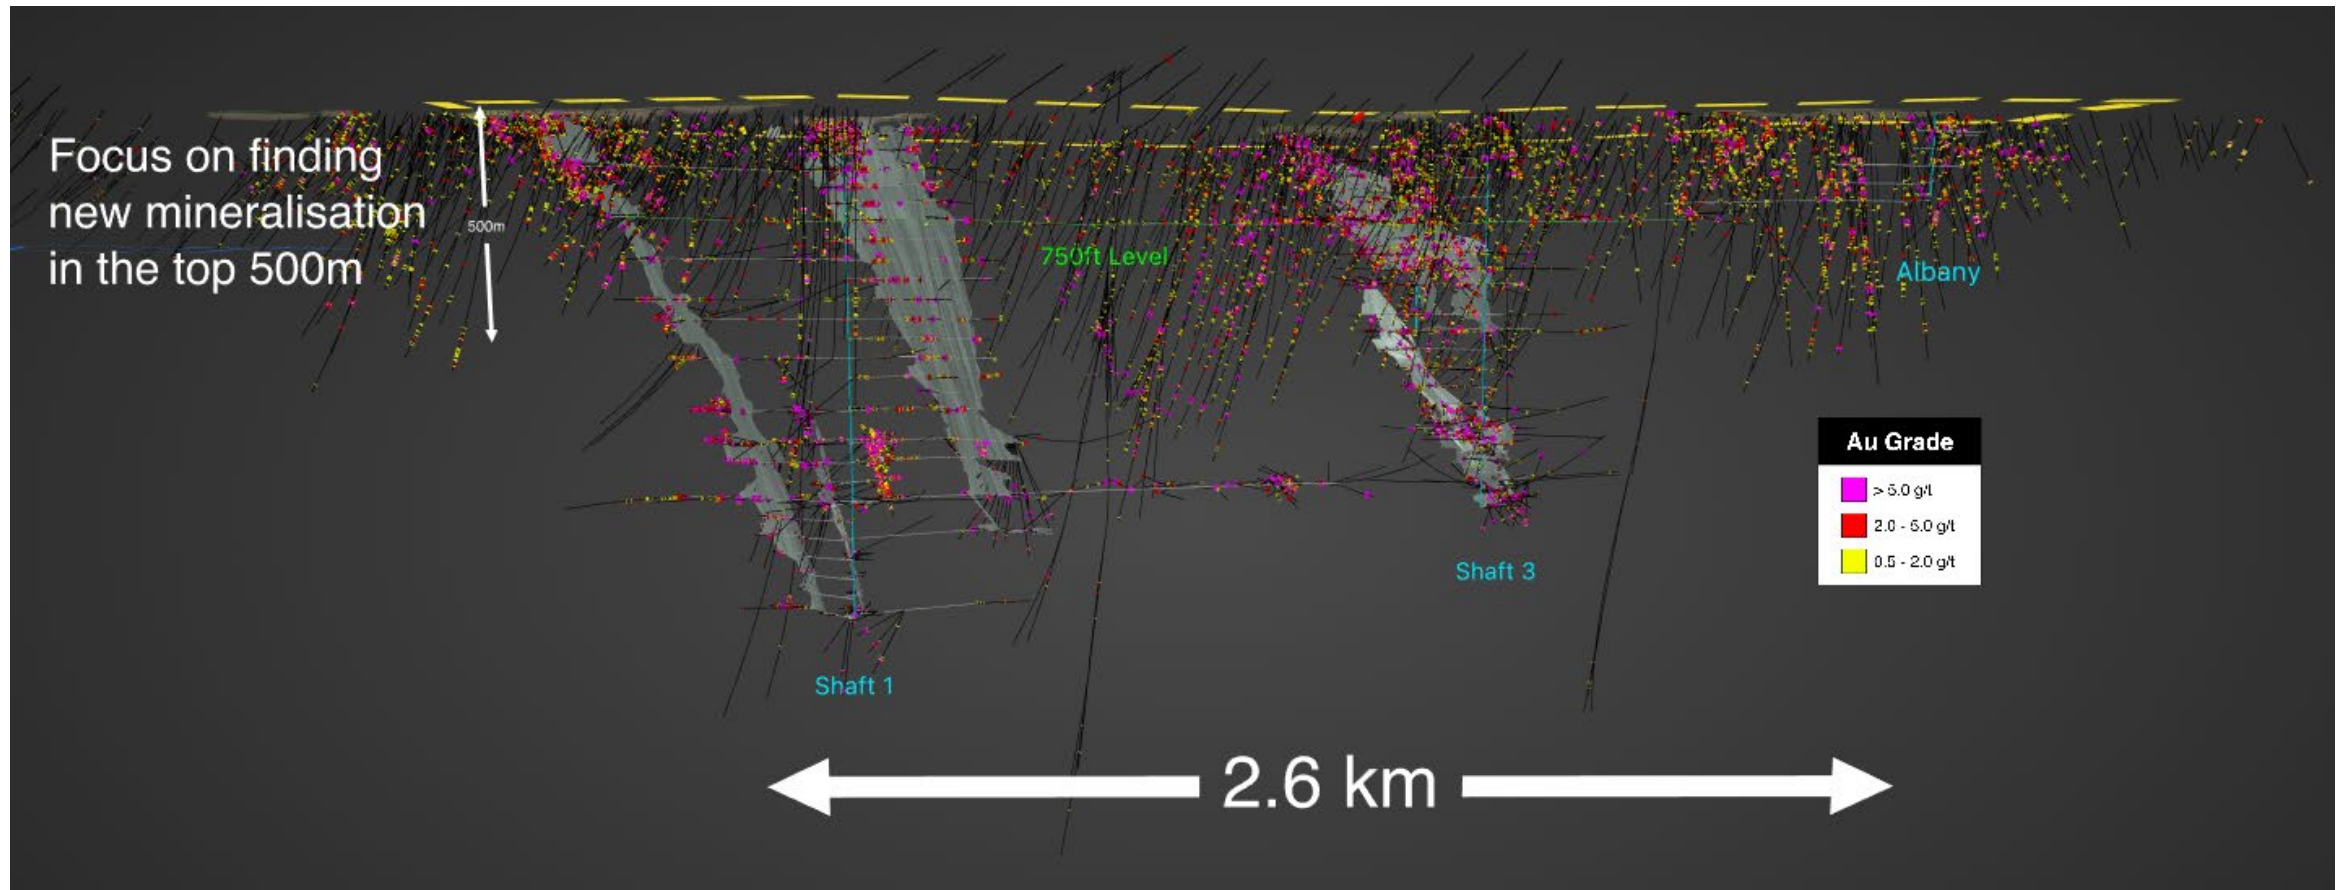 Focus on finding
new mineralisation
in the top 500m
500m
750ft Level
Albany
Au Grade
> 5.0 g/t
2.0 - 5.0 g/t
0.5 - 2.0 g/t
Shaft 3
Shaft 1
2.6 km